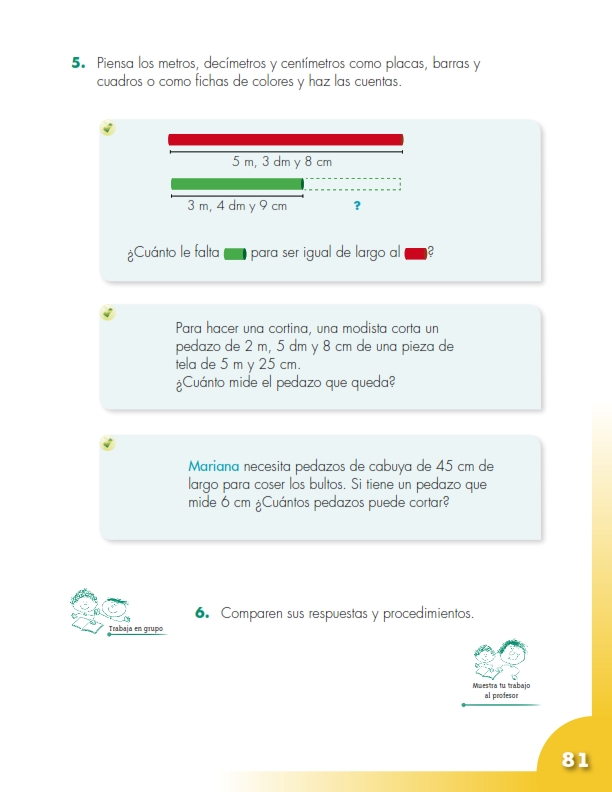 5. Piensa los metros, decímetros y centímetros como placas, barras y
cuadros o como fichas de colores y haz las cuentas.
5 m, 3 dm y 8 cm
3 m, 4 dm y 9 cm
?
¿Cuánto le falta para ser igual de largo al ?
Para hacer una cortina, una modista corta un
pedazo de 2 m, 5 dm y 8 cm de una pieza de
tela de 5 m y 25 cm.
¿Cuánto mide el pedazo que queda?
Mariana necesita pedazos de cabuya de 45 cm de
largo para coser los bultos. Si tiene un pedazo que
mide 6 cm ¿Cuántos pedazos puede cortar?
Trabaja en grupo
6. Comparen sus respuestas y procedimientos.
Muestra tu trabajo
al profesor
81